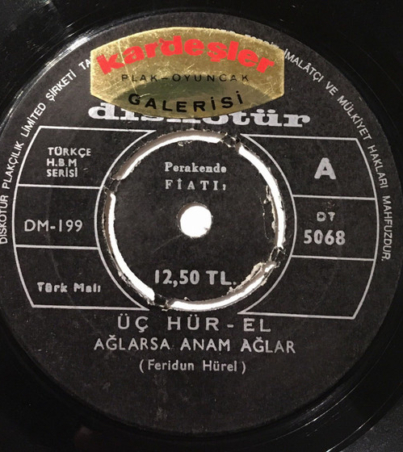 kardeşler
PLAK-OYUNCAK
GALERİSİ
diskotür
DİSKOTÜR PLAKÇILIK LİMİTED ŞİRKETİ
İMALÂTÇI VE MÜLKİYET HAKLARI MAHFUZDUR.
TÜRKÇE
H.B.M
SERİSİ
Perakende
FİATI:
A
DM-199
DT
5068
Türk Malı
12,50 TL.
ÜÇ HÜR-EL
AĞLARSA ANAM AĞLAR
(Feridun Hürel)